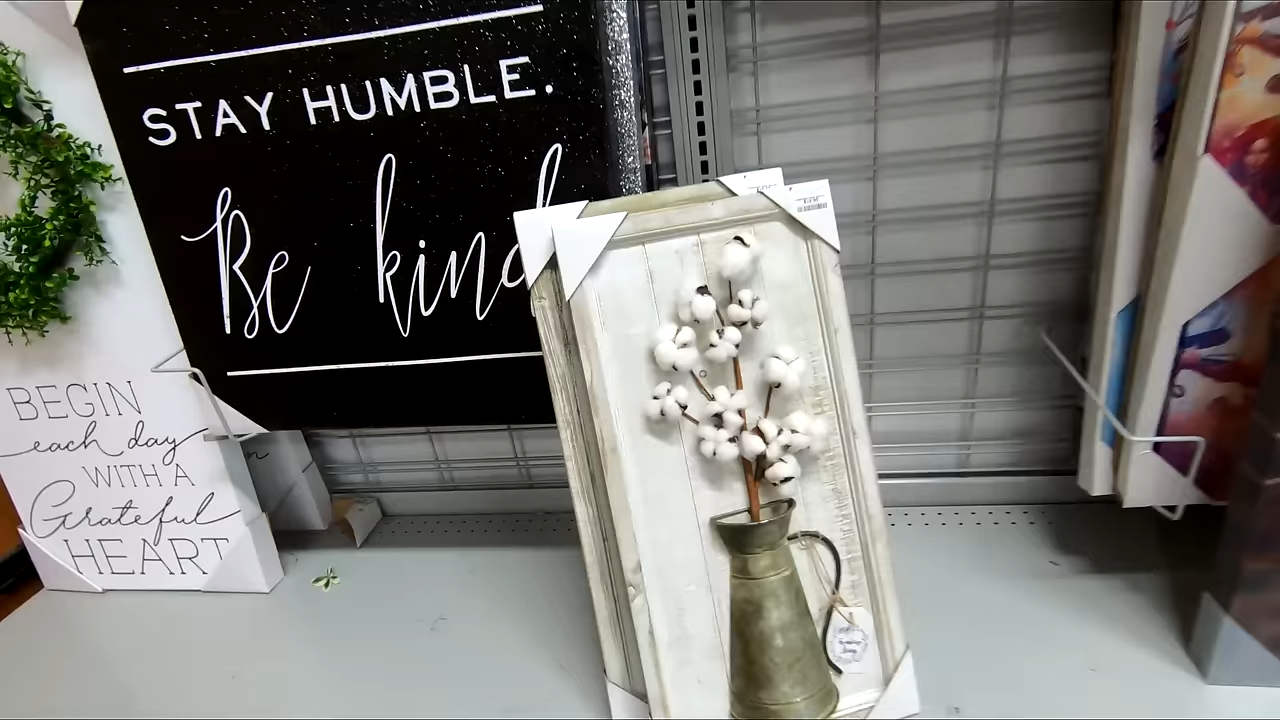 STAY HUMBLE.
Be kind
BEGIN
each day
WITH A
Grateful
HEART